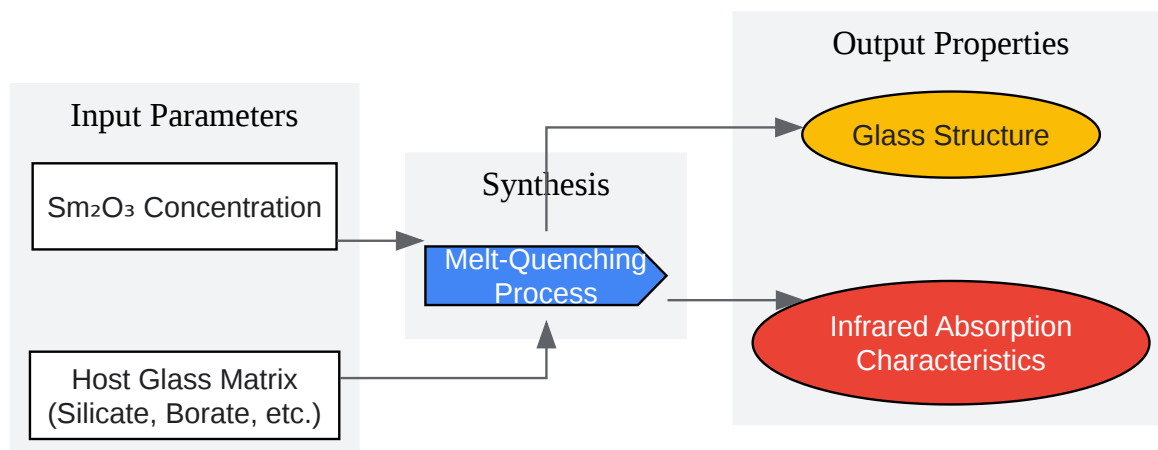 Input Parameters
Sm₂O₃ Concentration
Host Glass Matrix
(Silicate, Borate, etc.)
Synthesis
Melt-Quenching
Process
Output Properties
Glass Structure
Infrared Absorption
Characteristics